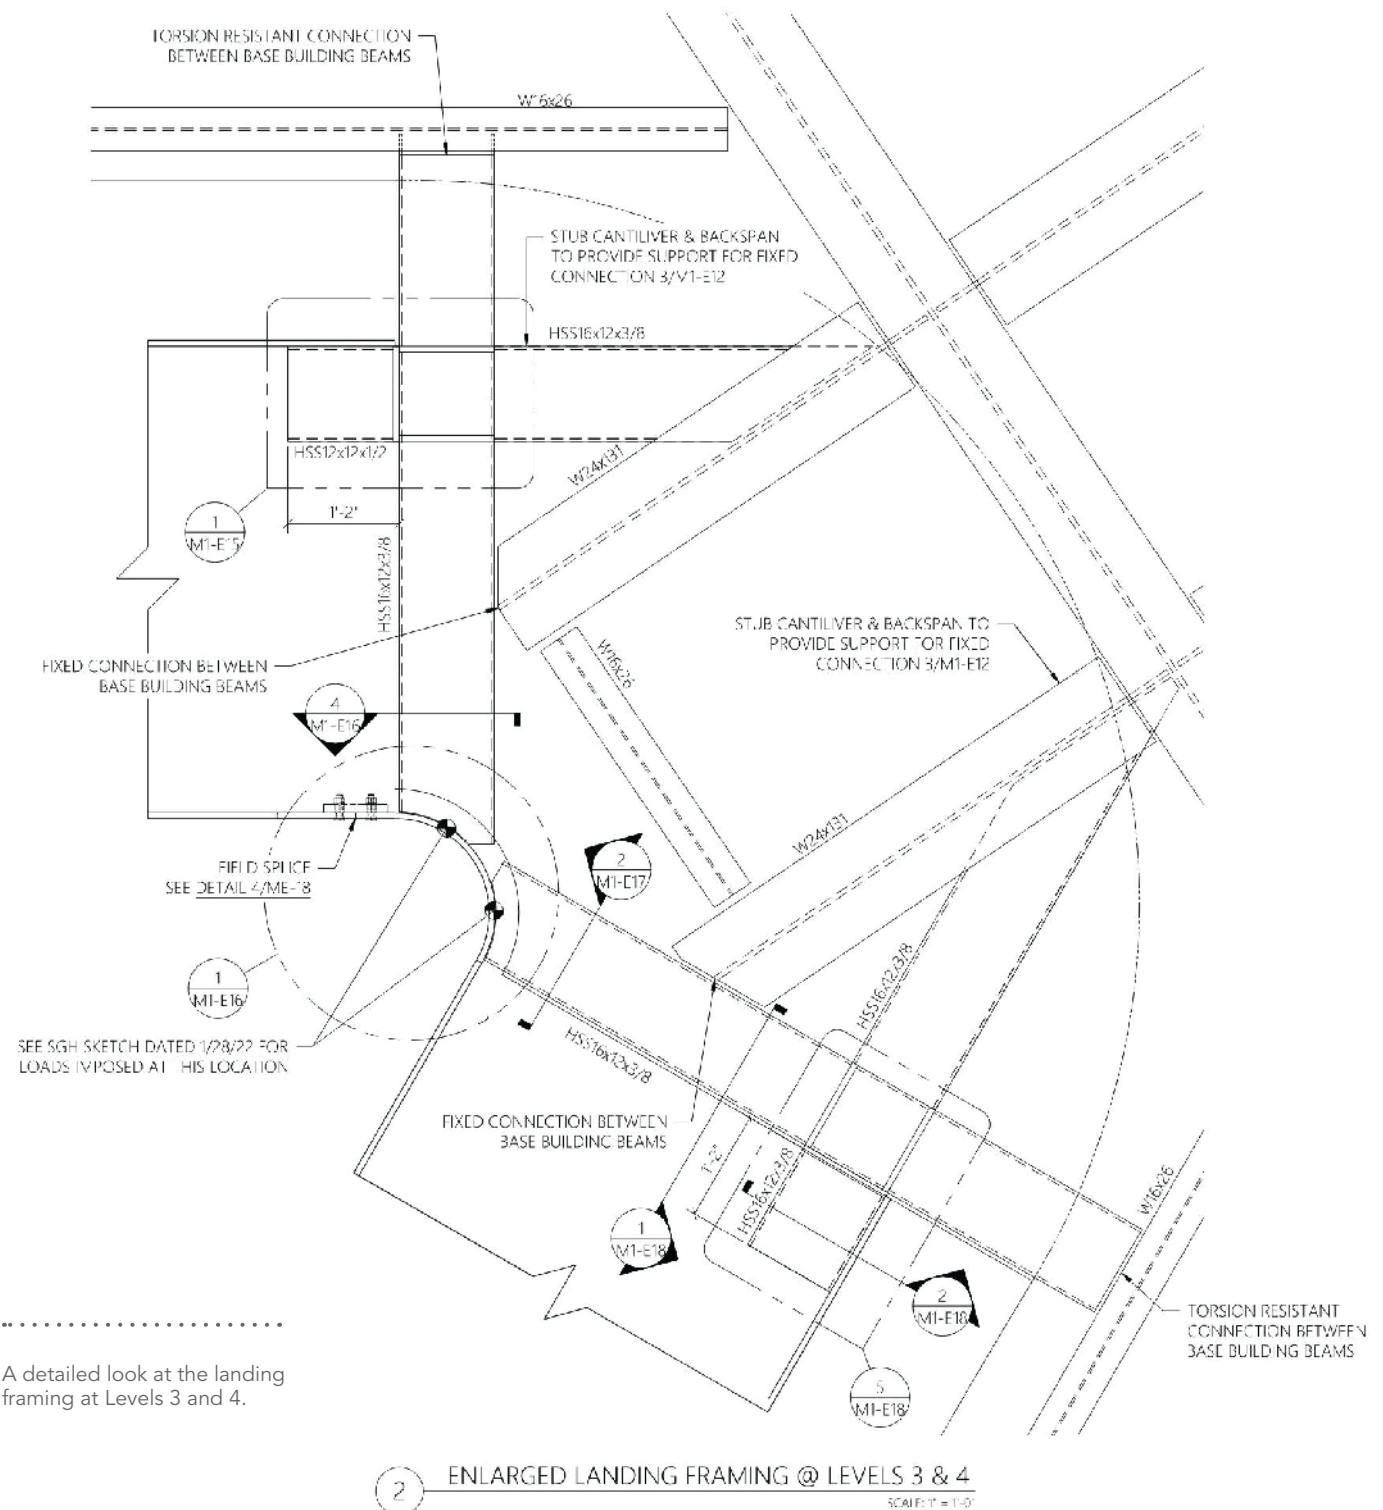 TORSION RESISTANT CONNECTION
BETWEEN BASE BUILDING BEAMS
W16x26
STUB CANTILIVER & BACKSPAN
TO PROVIDE SUPPORT FOR FIXED
CONNECTION 3/M1-E12
HSS16x12x3/8
HSS12x12x1/2
W24x131
1
M1-E15
1'-2"
HSS16x12x3/8
FIXED CONNECTION BETWEEN
BASE BUILDING BEAMS
W16x26
STUB CANTILIVER & BACKSPAN TO
PROVIDE SUPPORT FOR FIXED
CONNECTION 3/M1-E12
4
M1-E16
FIELD SPLICE
SEE DETAIL 4/ME-18
2
M1-E17
W24x131
1
M1-E16
HSS16x12x3/8
SEE SGH SKETCH DATED 1/28/22 FOR
LOADS IMPOSED AT THIS LOCATION
HSS16x12x3/8
FIXED CONNECTION BETWEEN
BASE BUILDING BEAMS
1'-2"
HSS16x12x3/8
W16x26
1
M1-E18
2
M1-E18
TORSION RESISTANT
CONNECTION BETWEEN
BASE BUILDING BEAMS
5
M1-E18
A detailed look at the landing
framing at Levels 3 and 4.
2
ENLARGED LANDING FRAMING @ LEVELS 3 & 4
SCALE: 1" = 1'-0"